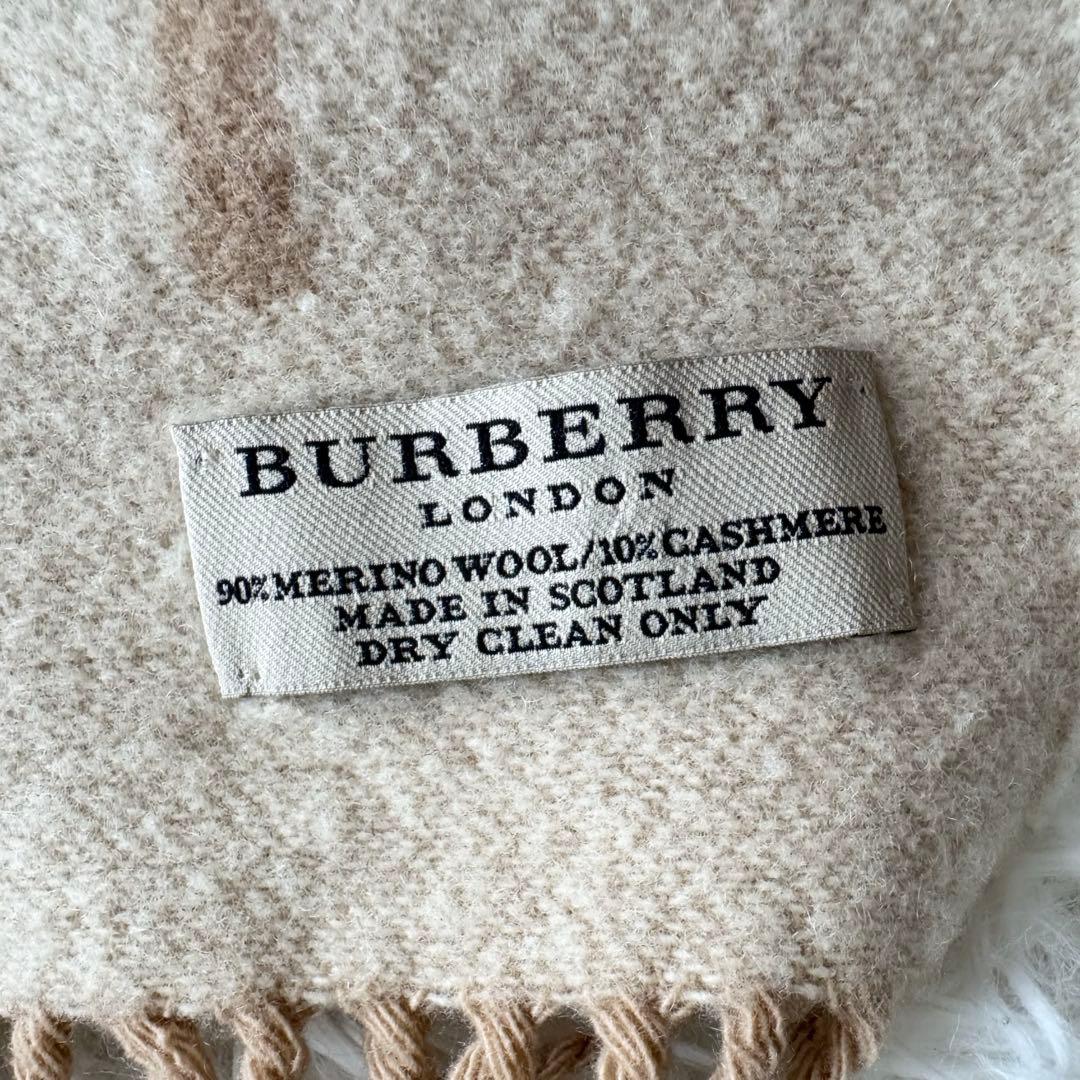 BURBERRY
LONDON
90% MERINO WOOL/10% CASHMERE
MADE IN SCOTLAND
DRY CLEAN ONLY